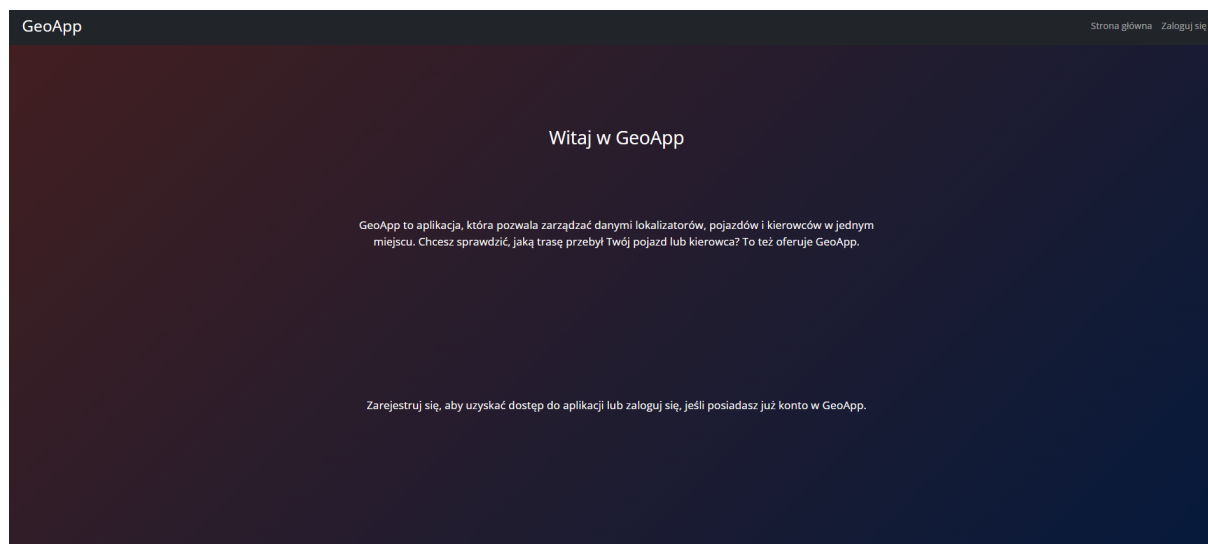 GeoApp
Strona główna Zaloguj się
Witaj w GeoApp
GeoApp to aplikacja, która pozwala zarządzać danymi lokalizatorów, pojazdów i kierowców w jednym
miejscu. Chcesz sprawdzić, jaką trasę przebył Twój pojazd lub kierowca? To też oferuje GeoApp.
Zarejestruj się, aby uzyskać dostęp do aplikacji lub zaloguj się, jeśli posiadasz już konto w GeoApp.